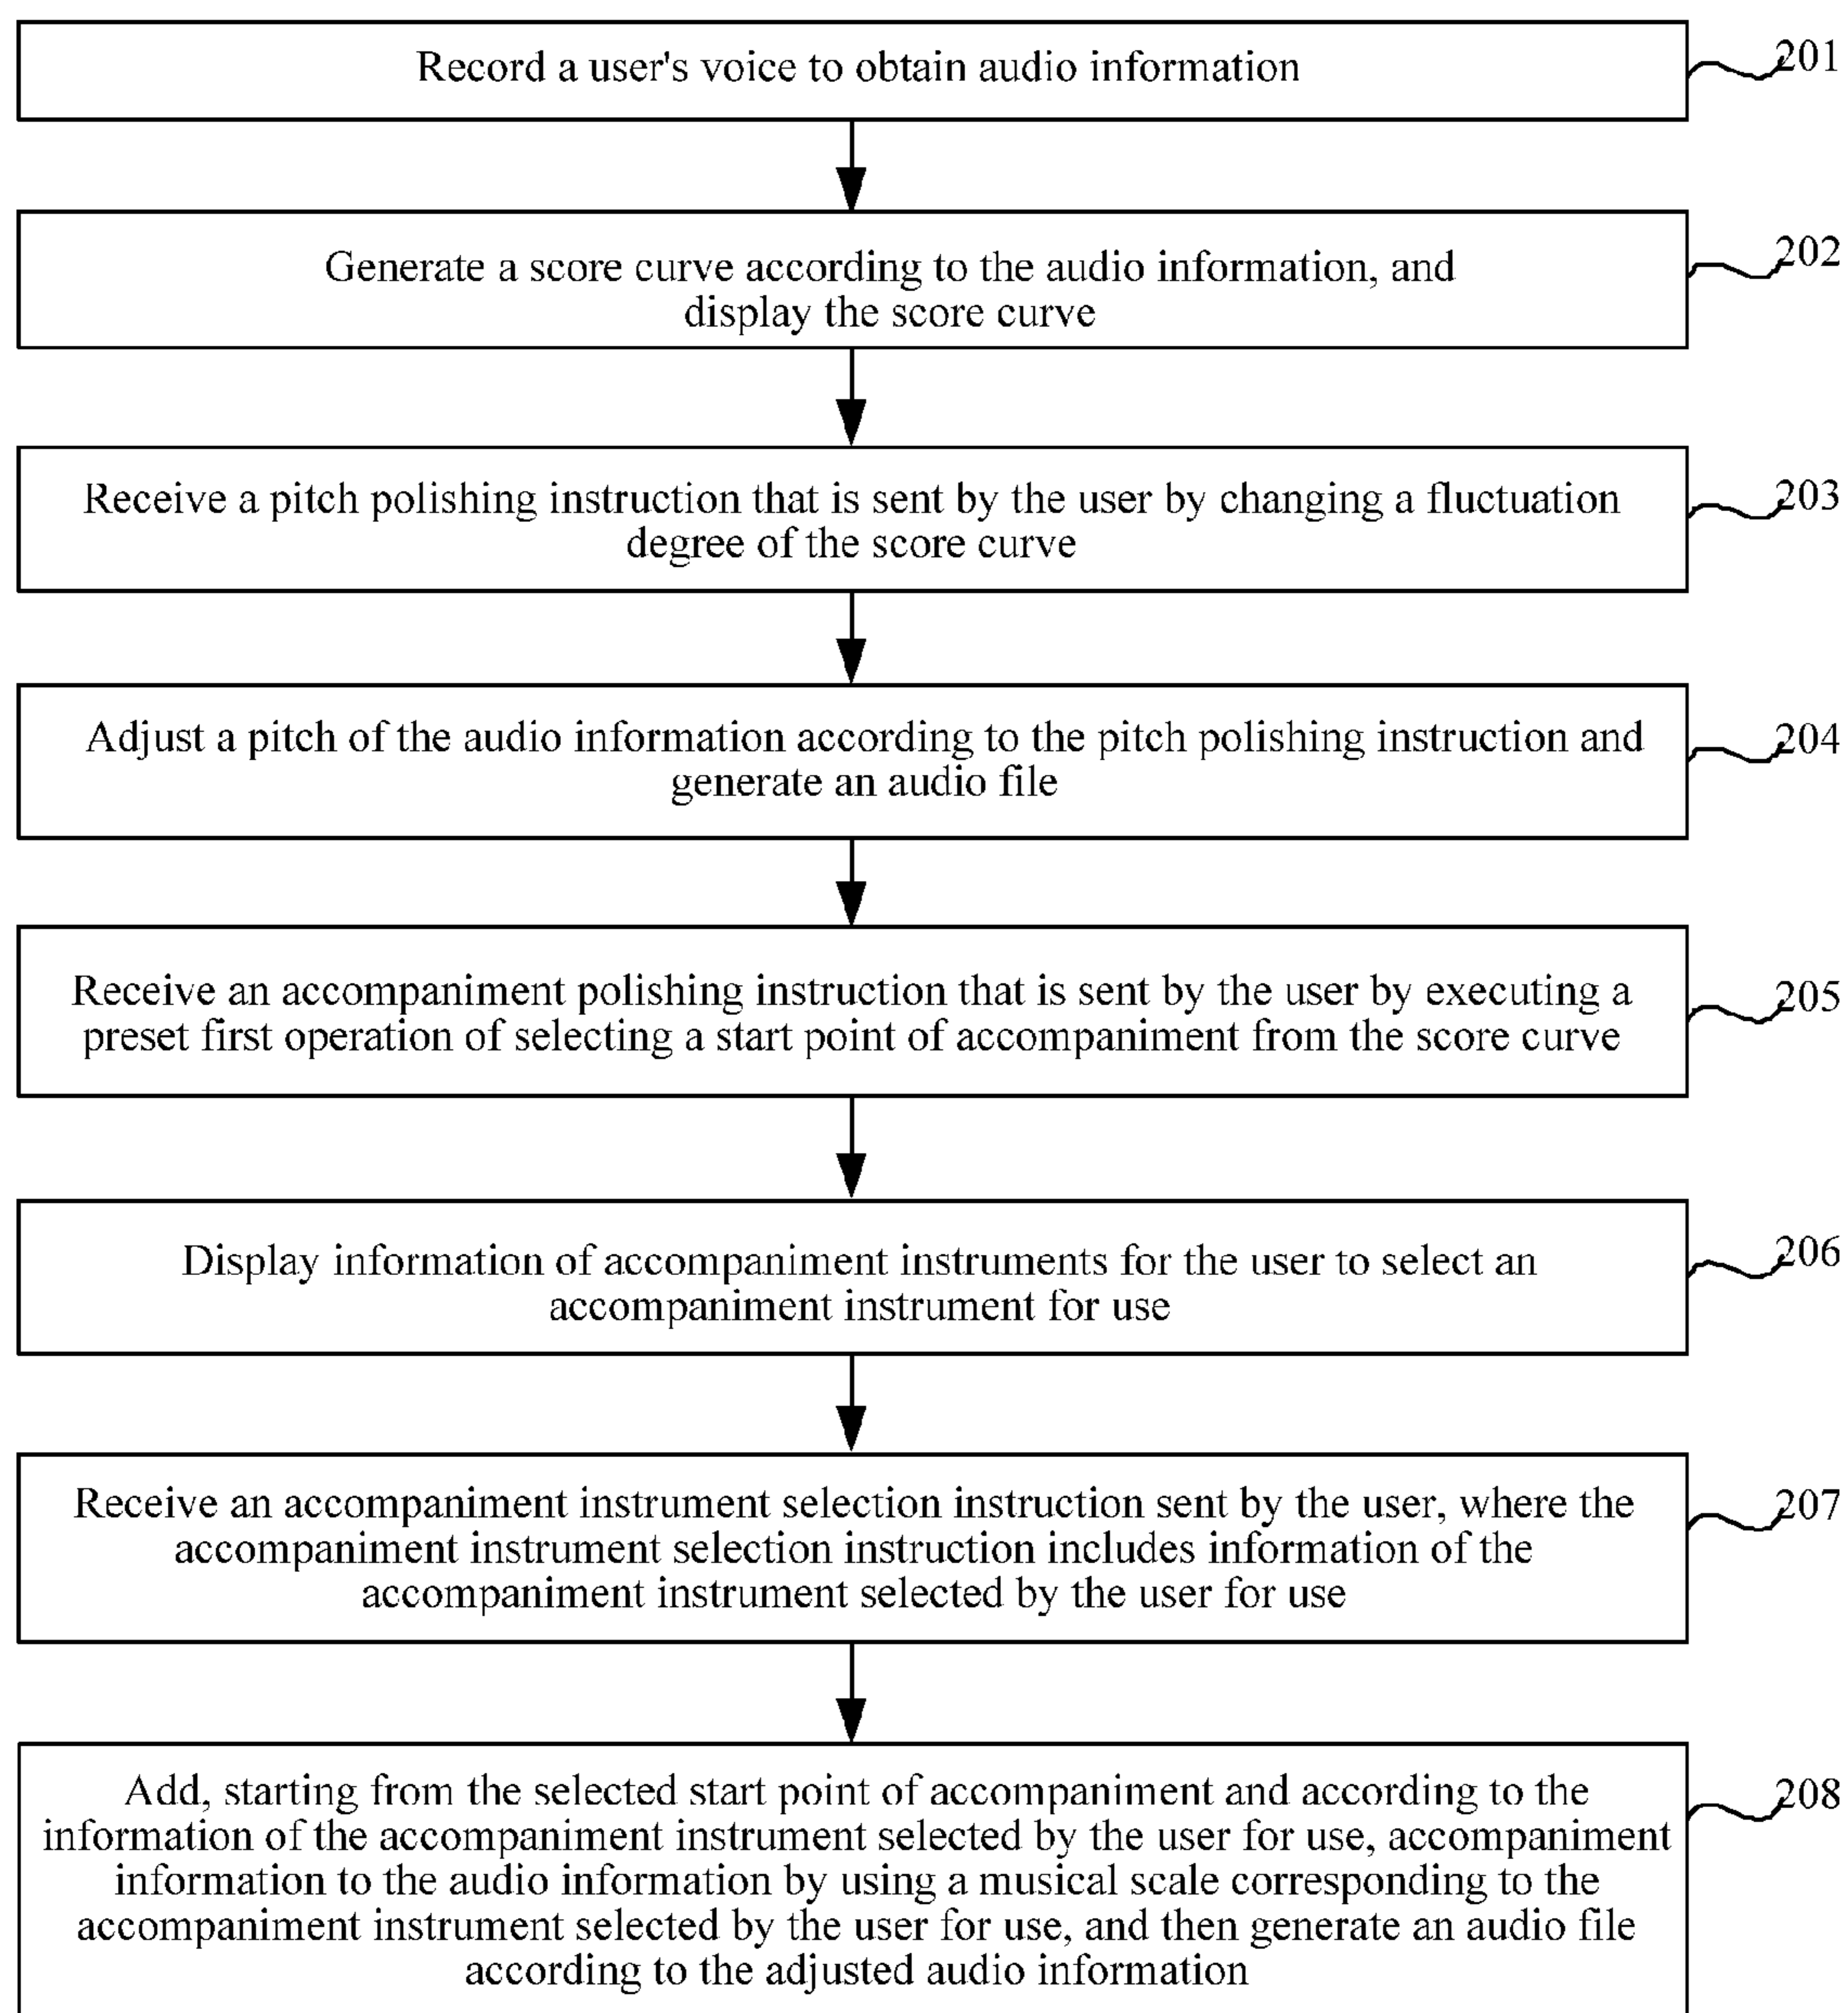 Record a user's voice to obtain audio information
201
Generate a score curve according to the audio information, and
display the score curve
202
Receive a pitch polishing instruction that is sent by the user by changing a fluctuation
degree of the score curve
203
Adjust a pitch of the audio information according to the pitch polishing instruction and
generate an audio file
204
Receive an accompaniment polishing instruction that is sent by the user by executing a
preset first operation of selecting a start point of accompaniment from the score curve
205
Display information of accompaniment instruments for the user to select an
accompaniment instrument for use
206
Receive an accompaniment instrument selection instruction sent by the user, where the
accompaniment instrument selection instruction includes information of the
accompaniment instrument selected by the user for use
207
Add, starting from the selected start point of accompaniment and according to the
information of the accompaniment instrument selected by the user for use, accompaniment
information to the audio information by using a musical scale corresponding to the
accompaniment instrument selected by the user for use, and then generate an audio file
according to the adjusted audio information
208